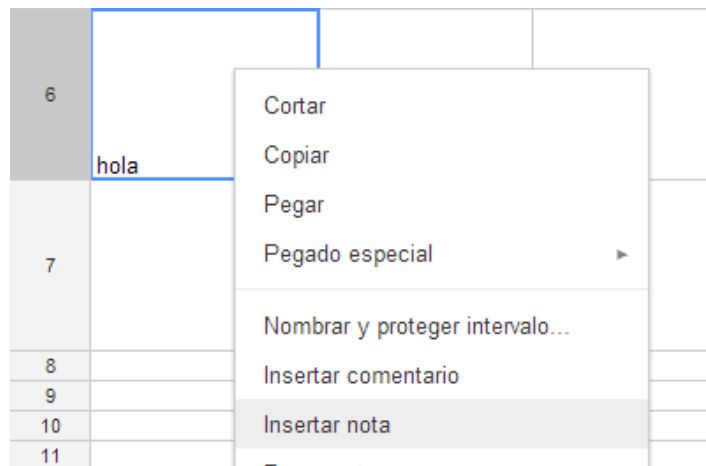 6
hola
Cortar
Copiar
Pegar
Pegado especial
7
Nombrar y proteger intervalo...
8
Insertar comentario
9
10
Insertar nota
11